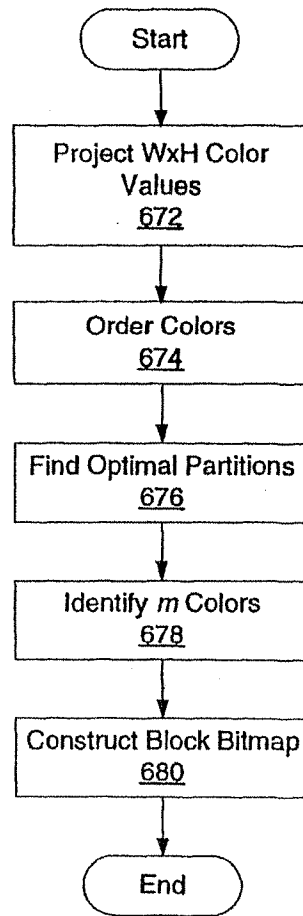 Start
Project WxH Color
Values
672
Order Colors
674
Find Optimal Partitions
676
Identify m Colors
678
Construct Block Bitmap
680
End